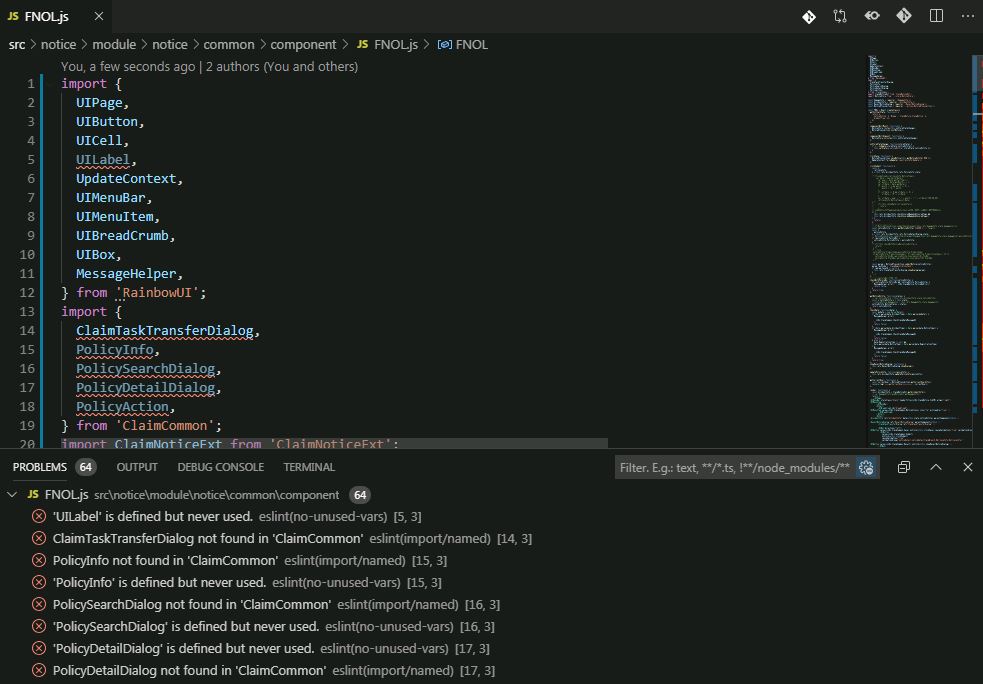 JS FNOL.js
src > notice > module > notice > common > component > JS FNOL.js > FNOL
You, a few seconds ago | 2 authors (You and others)
1 import {
2 UIPage,
3 UIButton,
4 UICell,
5 UILabel,
6 UpdateContext,
7 UIMenuBar,
8 UIMenuItem,
9 UIBreadCrumb,
10 UIBox,
11 MessageHelper,
12 } from 'RainbowUI';
13 import {
14 ClaimTaskTransferDialog,
15 PolicyInfo,
16 PolicySearchDialog,
17 PolicyDetailDialog,
18 PolicyAction,
19 } from 'ClaimCommon';
20 import ClaimNoticeExt from 'ClaimNoticeExt';
PROBLEMS 64 OUTPUT DEBUG CONSOLE TERMINAL Filter. E.g.: text, **/*.ts, !**/node_modules/**
JS FNOL.js src\notice\module\notice\common\component 64
'UILabel' is defined but never used. eslint(no-unused-vars) [5, 3]
ClaimTaskTransferDialog not found in 'ClaimCommon' eslint(import/named) [14, 3]
PolicyInfo not found in 'ClaimCommon' eslint(import/named) [15, 3]
'PolicyInfo' is defined but never used. eslint(no-unused-vars) [15, 3]
PolicySearchDialog not found in 'ClaimCommon' eslint(import/named) [16, 3]
'PolicySearchDialog' is defined but never used. eslint(no-unused-vars) [16, 3]
'PolicyDetailDialog' is defined but never used. eslint(no-unused-vars) [17, 3]
PolicyDetailDialog not found in 'ClaimCommon' eslint(import/named) [17, 3]